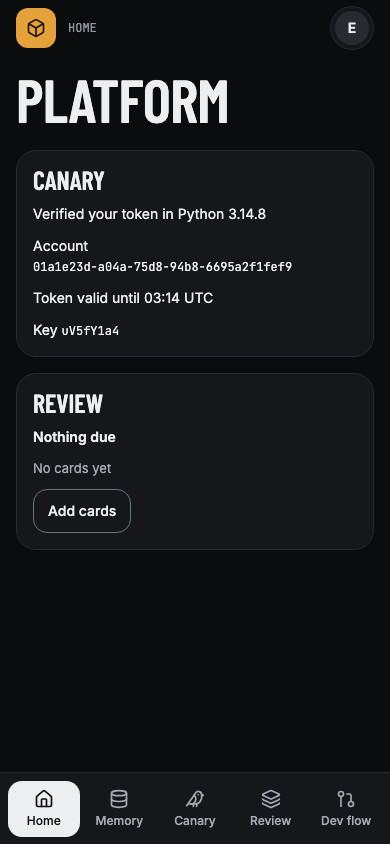 HOME
E
PLATFORM
CANARY
Verified your token in Python 3.14.8
Account
01a1e23d-a04a-75d8-94b8-6695a2f1fef9
Token valid until 03:14 UTC
Key uV5fY1a4
REVIEW
Nothing due
No cards yet
Add cards
Home
Memory
Canary
Review
Dev flow